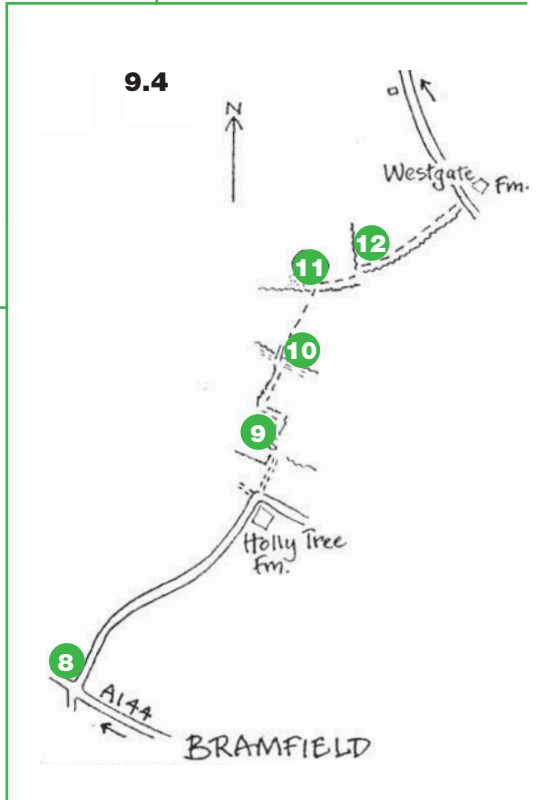 9.4
N
Westgate Fm.
12
11
10
9
Holly Tree
Fm.
8
A144
BRAMFIELD